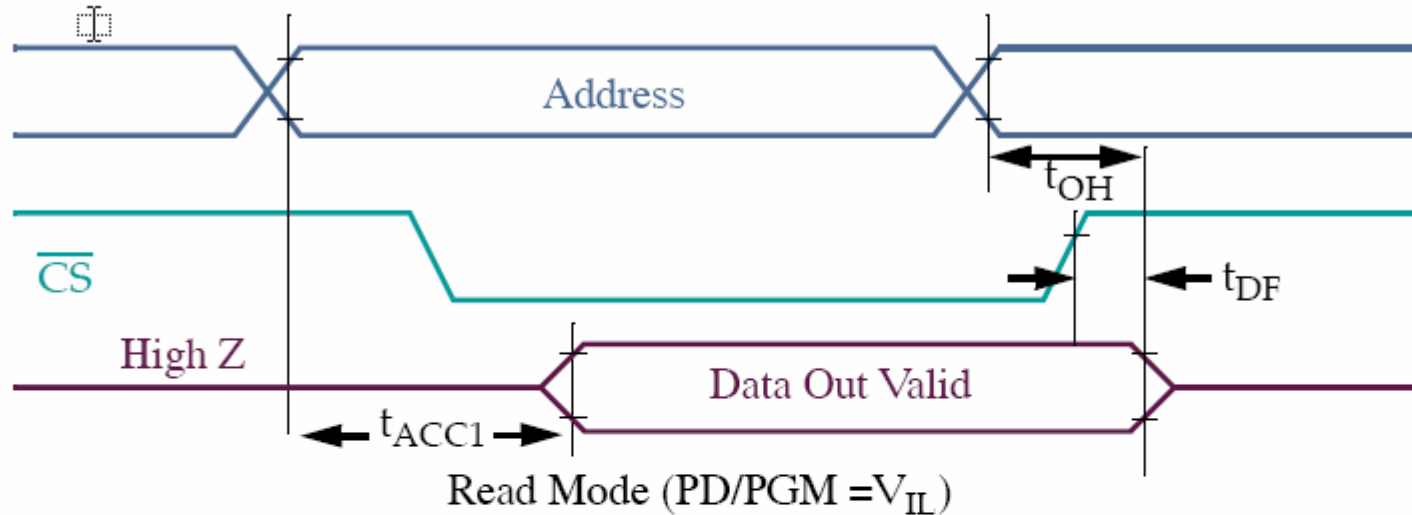 Address
tOH
CS
tDF
High Z
Data Out Valid
tACC1
Read Mode (PD/PGM =VIL)